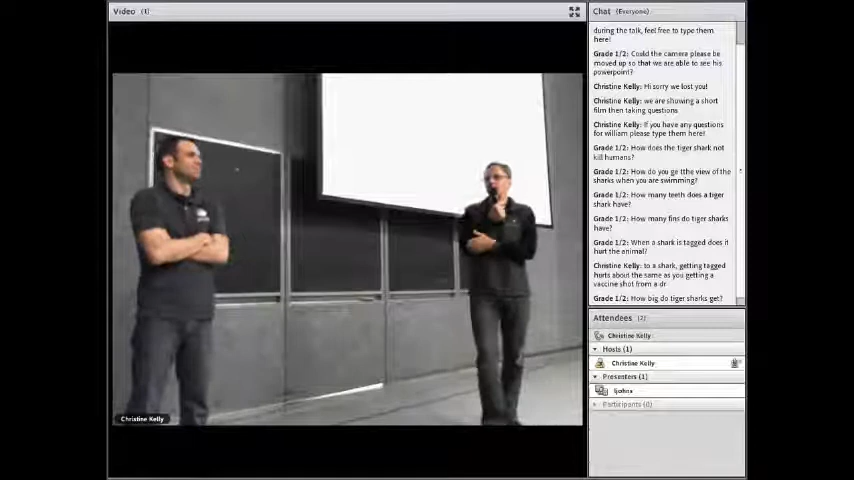 Video (1)
Chat (Everyone)
during the talk, feel free to type them
here!
Grade 1/2: Could the camera please be
moved up so that we are able to see his
powerpoint?
Christine Kelly: Hi sorry we lost you!
Christine Kelly: we are showing a short
film then taking questions
Christine Kelly: If you have any questions
for william please type them here!
Grade 1/2: How does the tiger shark not
kill humans?
Grade 1/2: How do you ge tthe view of the
sharks when you are swimming?
Grade 1/2: How many teeth does a tiger
shark have?
Grade 1/2: How many fins do tiger sharks
have?
Grade 1/2: When a shark is tagged does it
hurt the animal?
Christine Kelly: to a shark, getting tagged
hurts about the same as you getting a
vaccine shot from a dr
Grade 1/2: How big do tiger sharks get?
Attendees (2)
Christine Kelly
Hosts (1)
Christine Kelly
Presenters (1)
Participants (0)
Christine Kelly